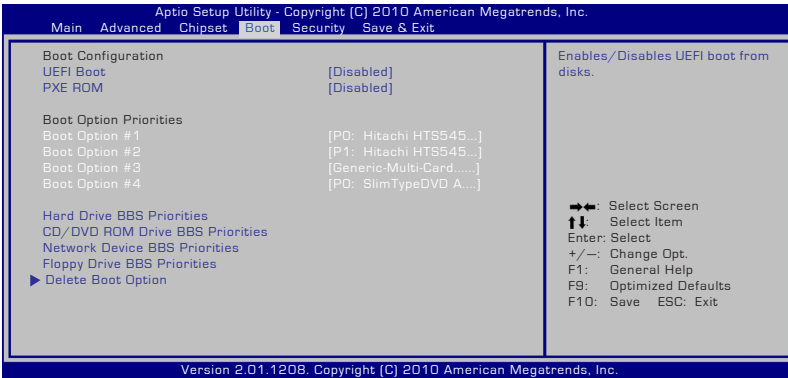 Aptio Setup Utility - Copyright (C) 2010 American Megatrends, Inc.
Main Advanced Chipset Boot Security Save & Exit
Boot Configuration
UEFI Boot [Disabled]
PXE ROM [Disabled]
Boot Option Priorities
Boot Option #1 [P0: Hitachi HTS545...]
Boot Option #2 [P1: Hitachi HTS545...]
Boot Option #3 [Generic-Multi-Card......]
Boot Option #4 [P0: SlimTypeDVD A....]
Hard Drive BBS Priorities
CD/DVD ROM Drive BBS Priorities
Network Device BBS Priorities
Floppy Drive BBS Priorities
Delete Boot Option
Enables/Disables UEFI boot from
disks.
→←: Select Screen
↑↓: Select Item
Enter: Select
+/—: Change Opt.
F1: General Help
F9: Optimized Defaults
F10: Save ESC: Exit
Version 2.01.1208. Copyright (C) 2010 American Megatrends, Inc.